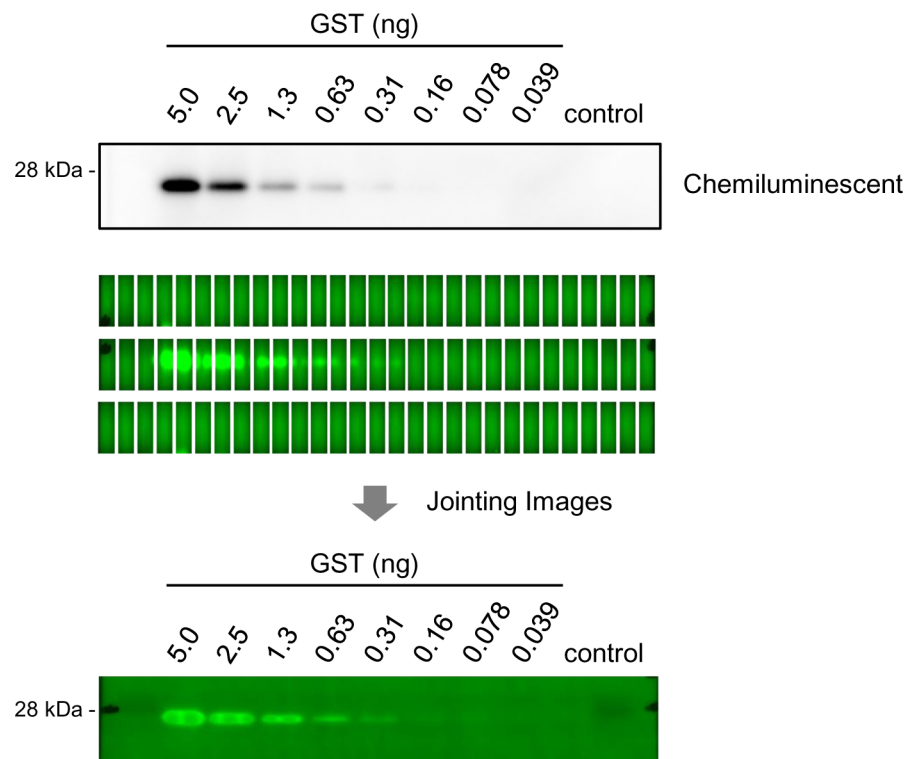 GST (ng)
5.0 2.5 1.3 0.63 0.31 0.16 0.078 0.039 control
28 kDa -
Chemiluminescent
Jointing Images
GST (ng)
5.0 2.5 1.3 0.63 0.31 0.16 0.078 0.039 control
28 kDa -